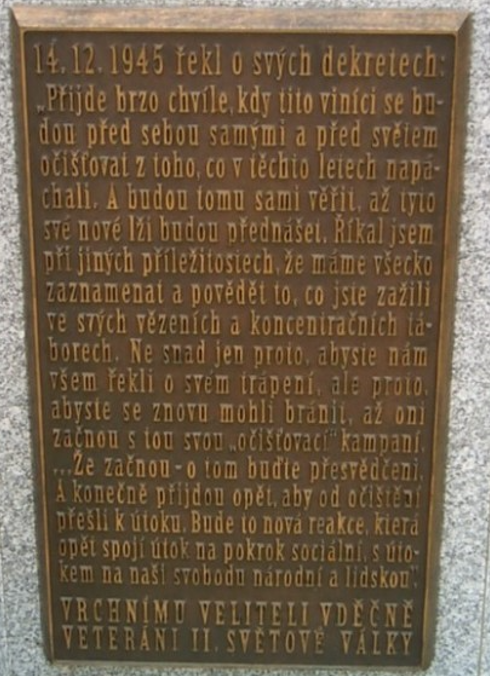 14. 12. 1945 řekl o svých dekretech:
„Přijde brzo chvíle, kdy tito viníci se bu-
dou před sebou samými a před světem
očišťovat z toho, co v těchto letech napá-
chali. A budou tomu sami věřit, až tyto
své nové lži budou přednášet. Říkal jsem
při jiných příležitostech, že máme všecko
zaznamenat a povědět to, co jste zažili
ve svých vězeních a koncentračních tá-
borech. Ne snad jen proto, abyste nám
všem řekli o svém trápení, ale proto,
abyste se znovu mohli bránit, až oni
začnou s tou svou „očišťovací" kampaní.
...Že začnou - o tom buďte přesvědčeni.
A konečně přijdou opět, aby od očištění
přešli k útoku. Bude to nová reakce, která
opět spojí útok na pokrok sociální, s úto-
kem na naši svobodu národní a lidskou".
VRCHNÍMU VELITELI VDĚČNĚ
VETERÁNI II. SVĚTOVÉ VÁLKY